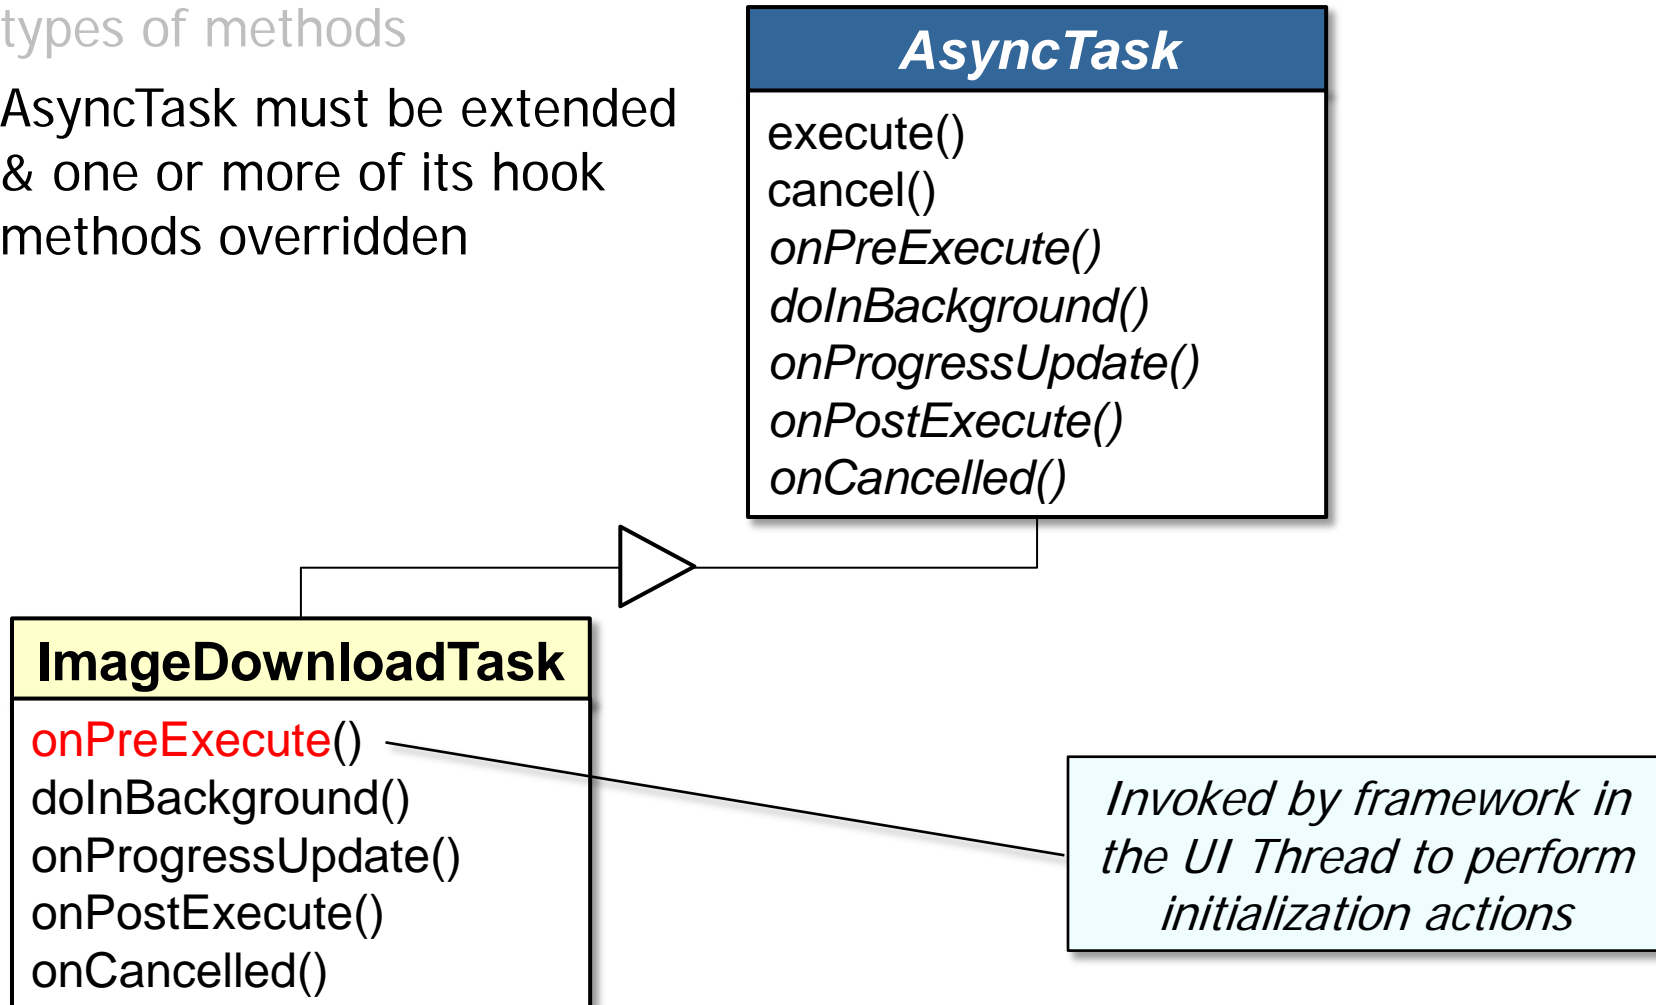 types of methods
AsyncTask must be extended
& one or more of its hook
methods overridden
AsyncTask
execute()
cancel()
onPreExecute()
doInBackground()
onProgressUpdate()
onPostExecute()
onCancelled()
ImageDownloadTask
onPreExecute()
doInBackground()
onProgressUpdate()
onPostExecute()
onCancelled()
Invoked by framework in
the UI Thread to perform
initialization actions